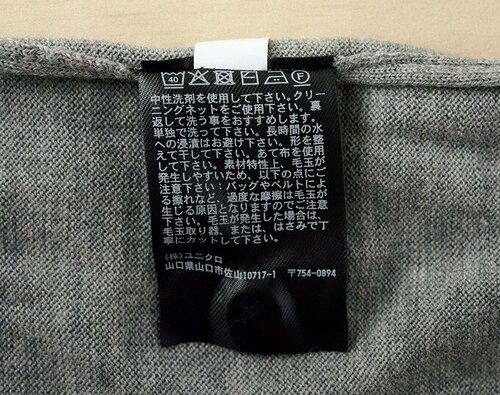 40 F
中性洗剤を使用して下さい。クリー
ニングネットをご使用下さい。裏
返して洗う事をおすすめします。
単独で洗って下さい。長時間の水
への浸漬はお避け下さい。形を整
えて干して下さい。あて布を使用
して下さい。素材特性上、毛玉が
発生しやすいため、以下の点にご
注意下さい:バッグやベルトによ
る擦れなど、過度な摩擦は毛玉が
生じる原因となりますのでご注意
下さい。毛玉が発生した場合は、
毛玉取り器、または、はさみで丁
寧にカットして下さい。
(株)ユニクロ
山口県山口市佐山10717-1 〒754-0894